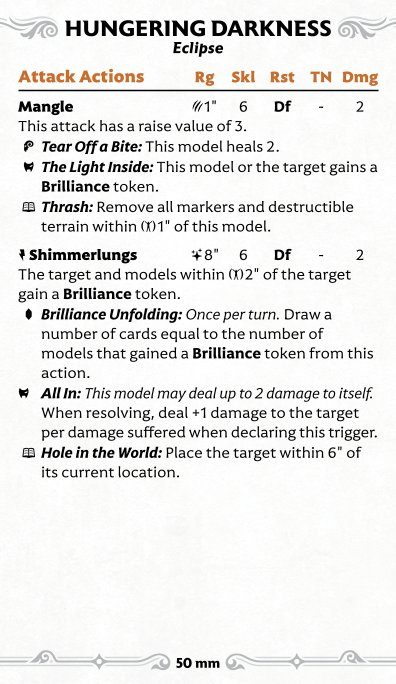 HUNGERING DARKNESS
Eclipse
Attack Actions Rg Skl Rst TN Dmg
Mangle 1" 6 Df - 2
This attack has a raise value of 3.
Tear Off a Bite: This model heals 2.
The Light Inside: This model or the target gains a
Brilliance token.
Thrash: Remove all markers and destructible
terrain within 1" of this model.
Shimmerlungs 8" 6 Df - 2
The target and models within 2" of the target
gain a Brilliance token.
Brilliance Unfolding: Once per turn. Draw a
number of cards equal to the number of
models that gained a Brilliance token from this
action.
All In: This model may deal up to 2 damage to itself.
When resolving, deal +1 damage to the target
per damage suffered when declaring this trigger.
Hole in the World: Place the target within 6" of
its current location.
50 mm